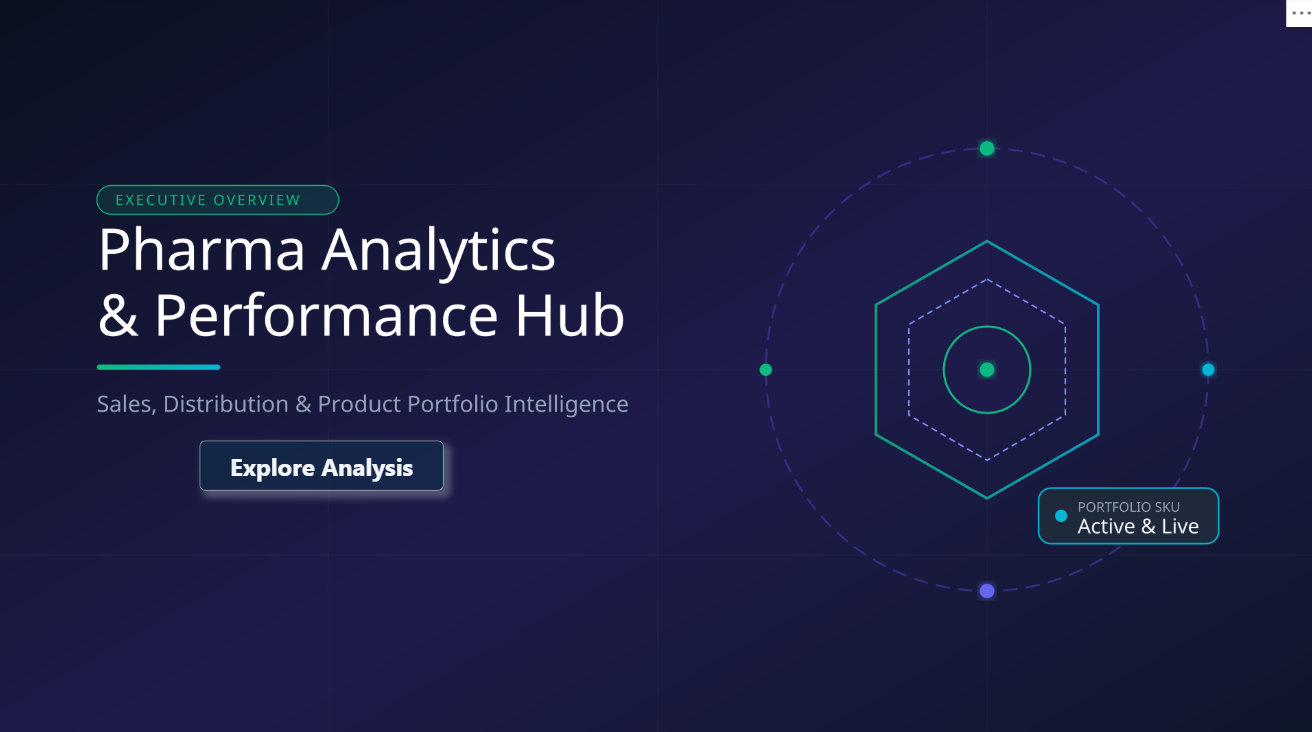 EXECUTIVE OVERVIEW
Pharma Analytics
& Performance Hub
Sales, Distribution & Product Portfolio Intelligence
Explore Analysis
PORTFOLIO SKU
Active & Live